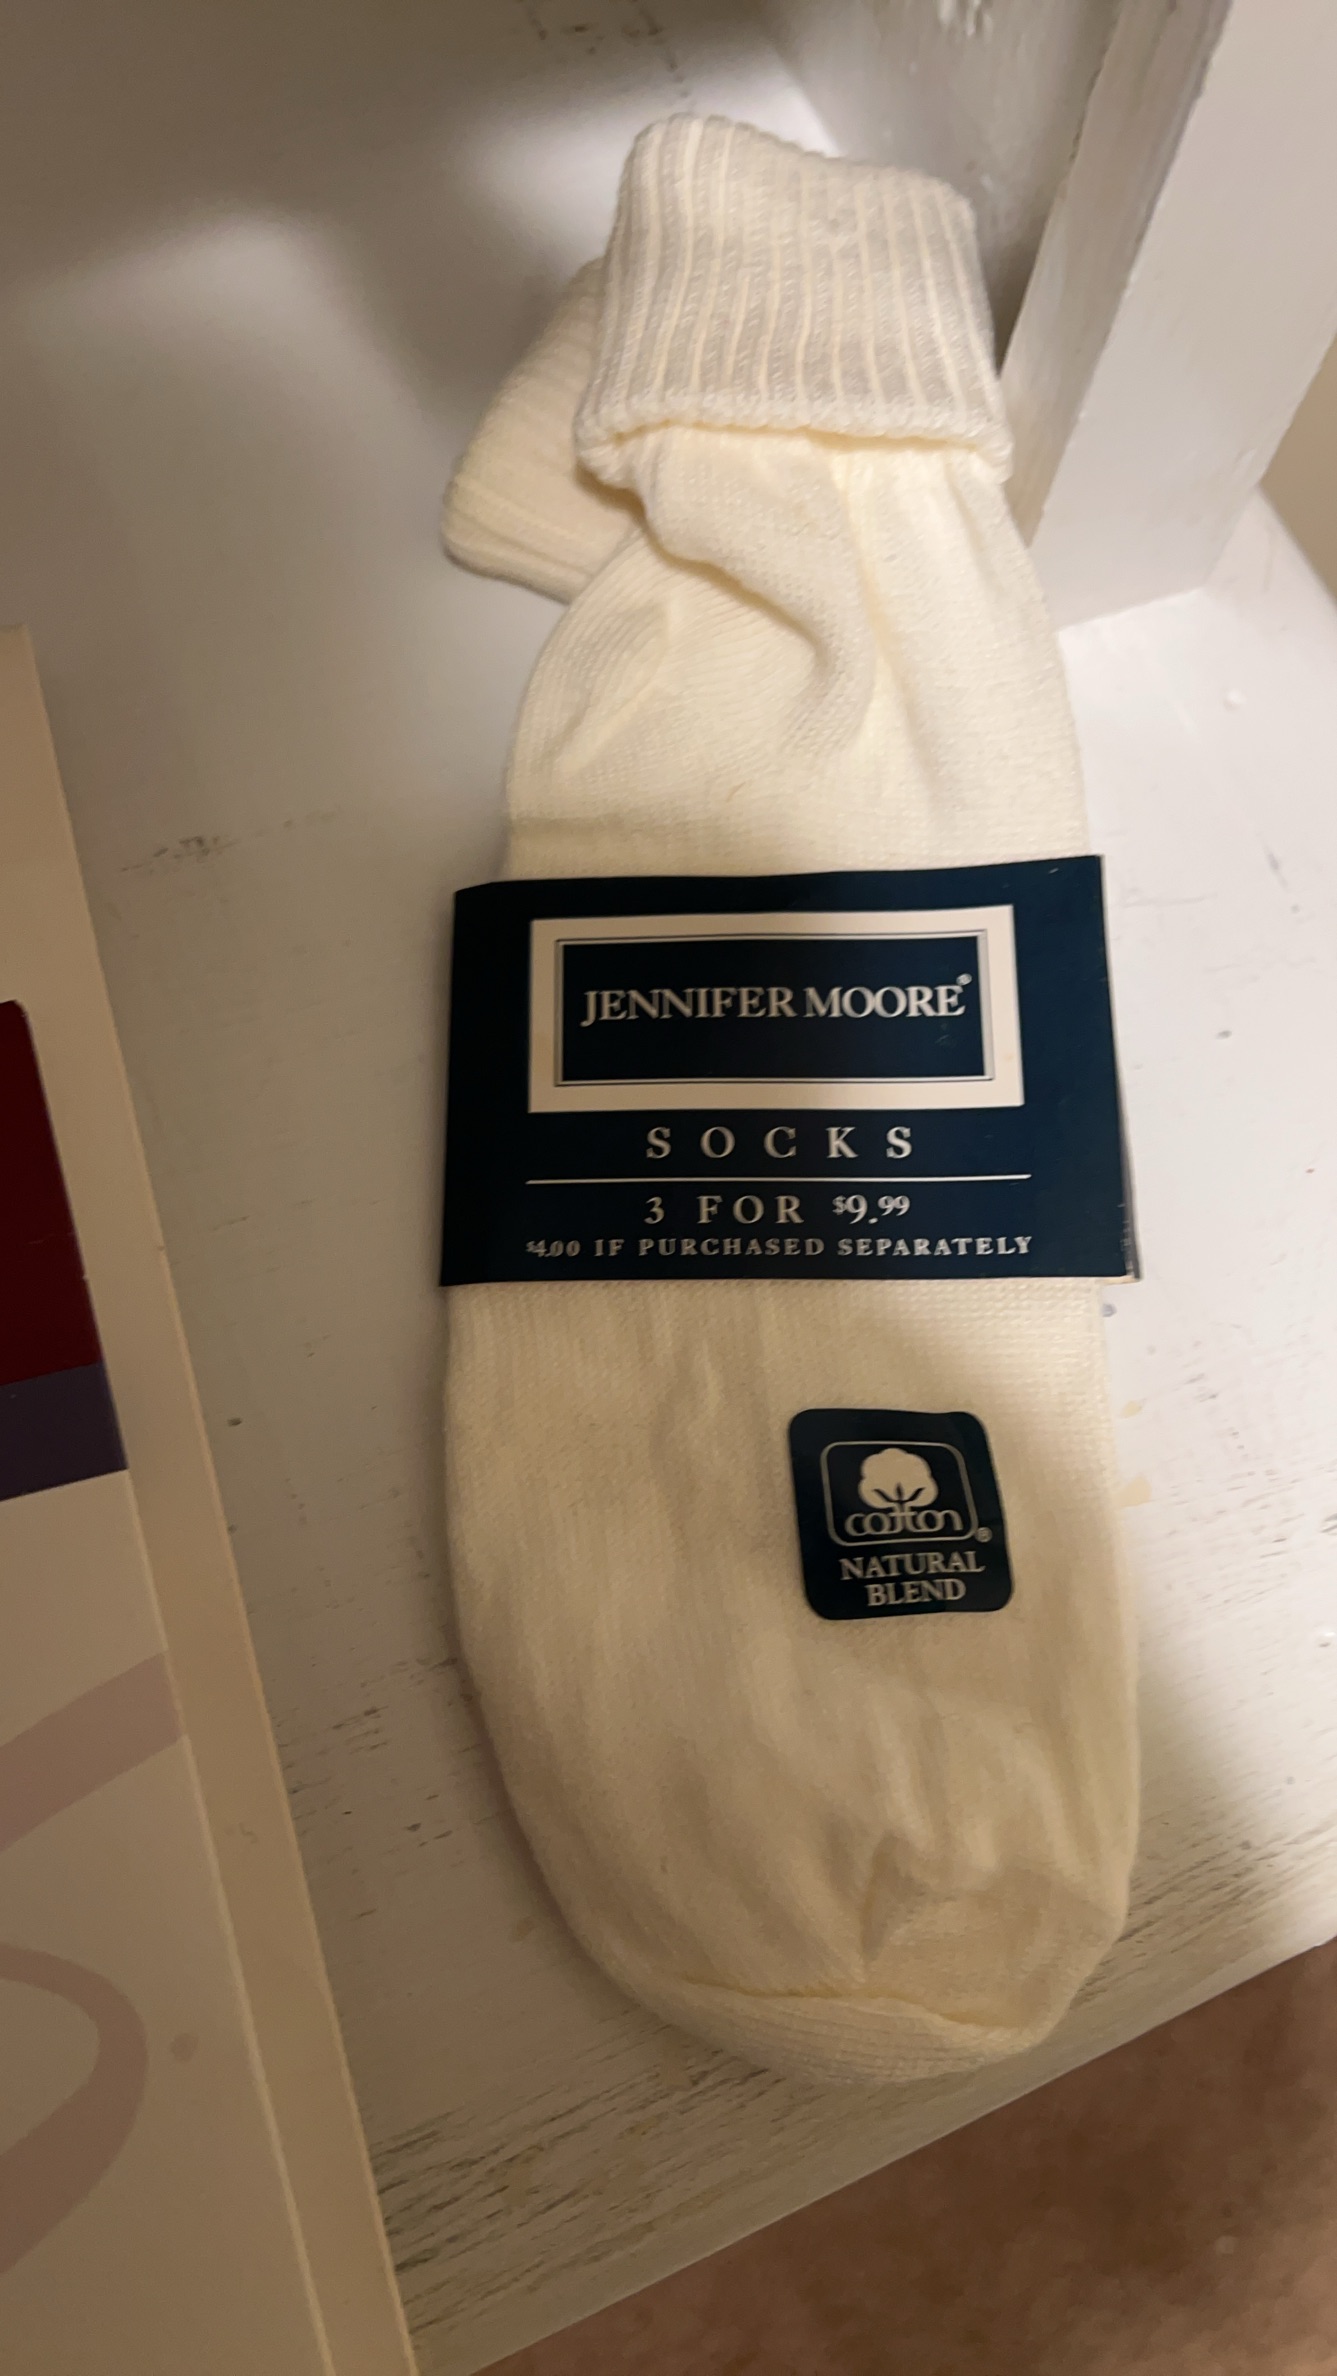 JENNIFER MOORE®
SOCKS
3 FOR $9.99
$4.00 IF PURCHASED SEPARATELY
cotton®
NATURAL
BLEND